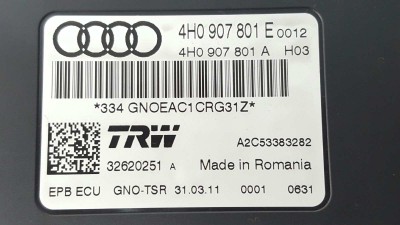 4H0 907 801 E 0012
4H0 907 801 A H03
*334 GNOEAC1CRG31Z*
TRW A2C53383282
32620251 A Made in Romania
EPB ECU GNO-TSR 31.03.11 0001 0631